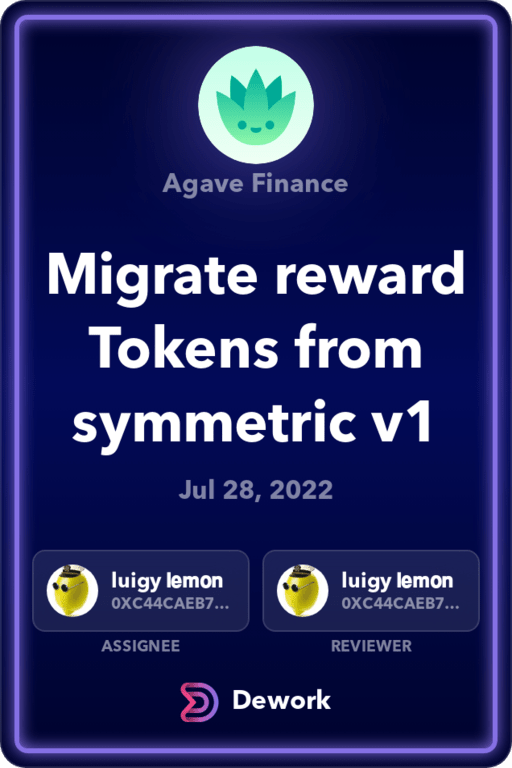 Agave Finance
Migrate reward
Tokens from
symmetric v1
Jul 28, 2022
luigy lemon
0XC44CAEB7...
ASSIGNEE
luigy lemon
0XC44CAEB7...
REVIEWER
Dework